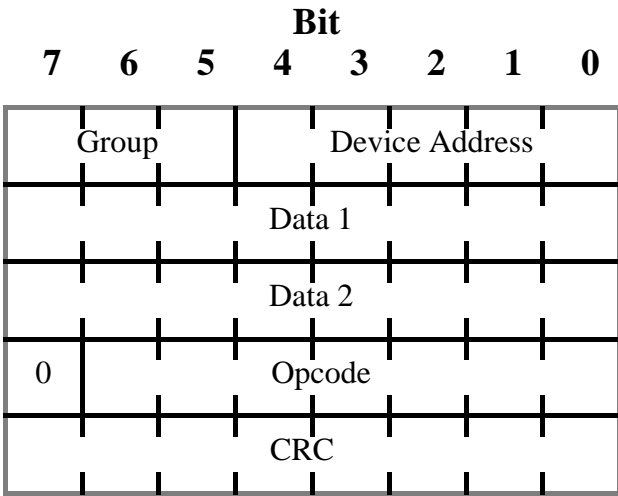 Bit
7 6 5 4 3 2 1 0
Group Device Address
Data 1
Data 2
0 Opcode
CRC